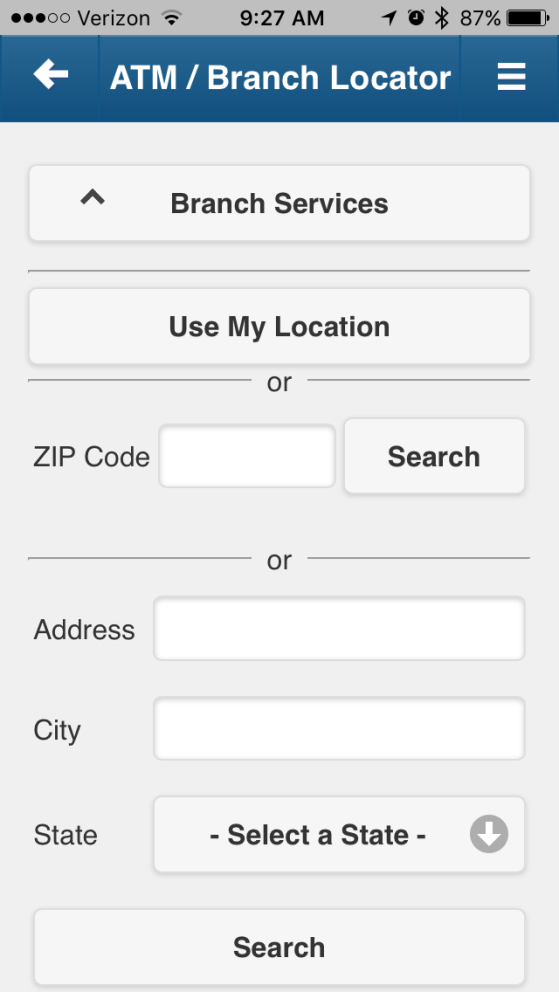 Verizon 9:27 AM 87%
ATM / Branch Locator
Branch Services
Use My Location
or
ZIP Code Search
or
Address
City
State - Select a State -
Search